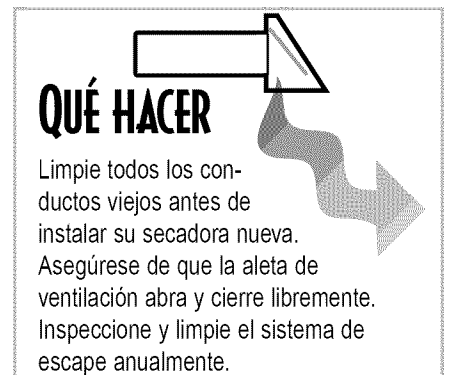 QUÉ HACER
Limpie todos los con-
ductos viejos antes de
instalar su secadora nueva.
Asegúrese de que la aleta de
ventilación abra y cierre libremente.
Inspeccione y limpie el sistema de
escape anualmente.